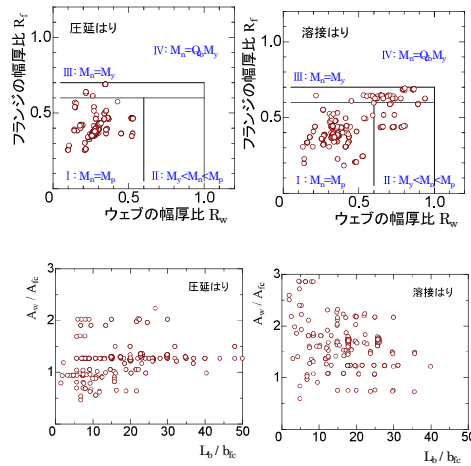 圧延はり
IV: Mn=QbMy
III: Mn=My
I: Mn=Mp
II: My<Mn<Mp
フランジの幅厚比 Rf
1.0
0.5
0
0.5
1.0
ウェブの幅厚比 Rw
溶接はり
IV: Mn=QbMy
III: Mn=My
I: Mn=Mp
II: My<Mn<Mp
フランジの幅厚比 Rf
1.0
0.5
0
0.5
1.0
ウェブの幅厚比 Rw
圧延はり
Aw / Afc
3
2
1
0
10
20
30
40
50
Lb / bfc
溶接はり
Aw / Afc
3
2
1
0
10
20
30
40
50
Lb / bfc